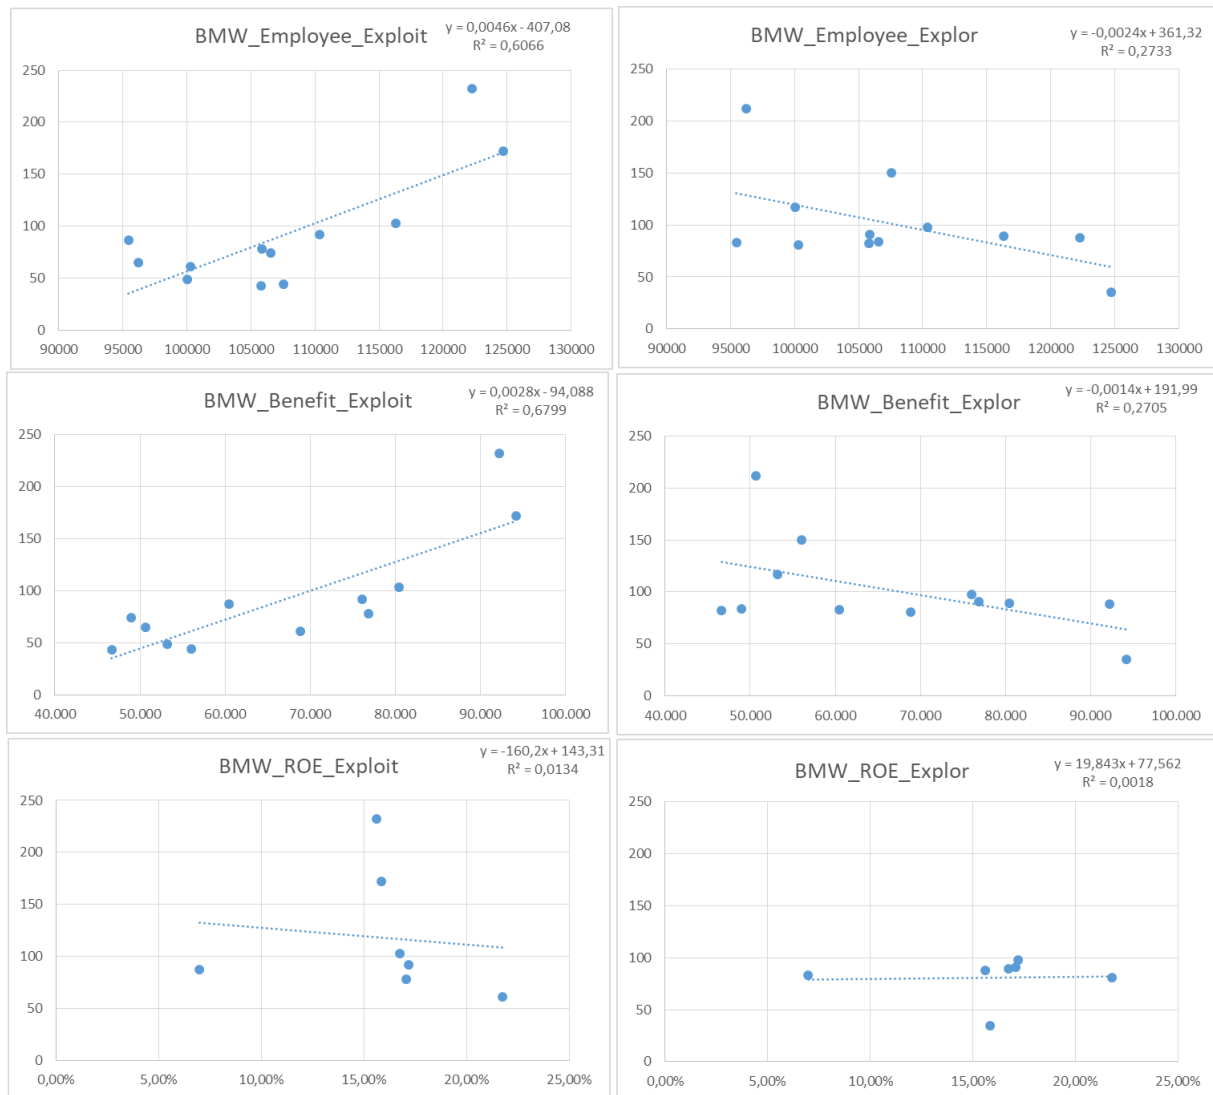 BMW_Employee_Exploit
y = 0,0046x - 407,08
R² = 0,6066
250
200
150
100
50
0
90000 95000 100000 105000 110000 115000 120000 125000 130000
BMW_Employee_Explor
y = -0,0024x + 361,32
R² = 0,2733
250
200
150
100
50
0
90000 95000 100000 105000 110000 115000 120000 125000 130000
BMW_Benefit_Exploit
y = 0,0028x - 94,088
R² = 0,6799
250
200
150
100
50
0
40.000 50.000 60.000 70.000 80.000 90.000 100.000
BMW_Benefit_Explor
y = -0,0014x + 191,99
R² = 0,2705
250
200
150
100
50
0
40.000 50.000 60.000 70.000 80.000 90.000 100.000
BMW_ROE_Exploit
y = -160,2x + 143,31
R² = 0,0134
250
200
150
100
50
0
0,00% 5,00% 10,00% 15,00% 20,00% 25,00%
BMW_ROE_Explor
y = 19,843x + 77,562
R² = 0,0018
250
200
150
100
50
0
0,00% 5,00% 10,00% 15,00% 20,00% 25,00%